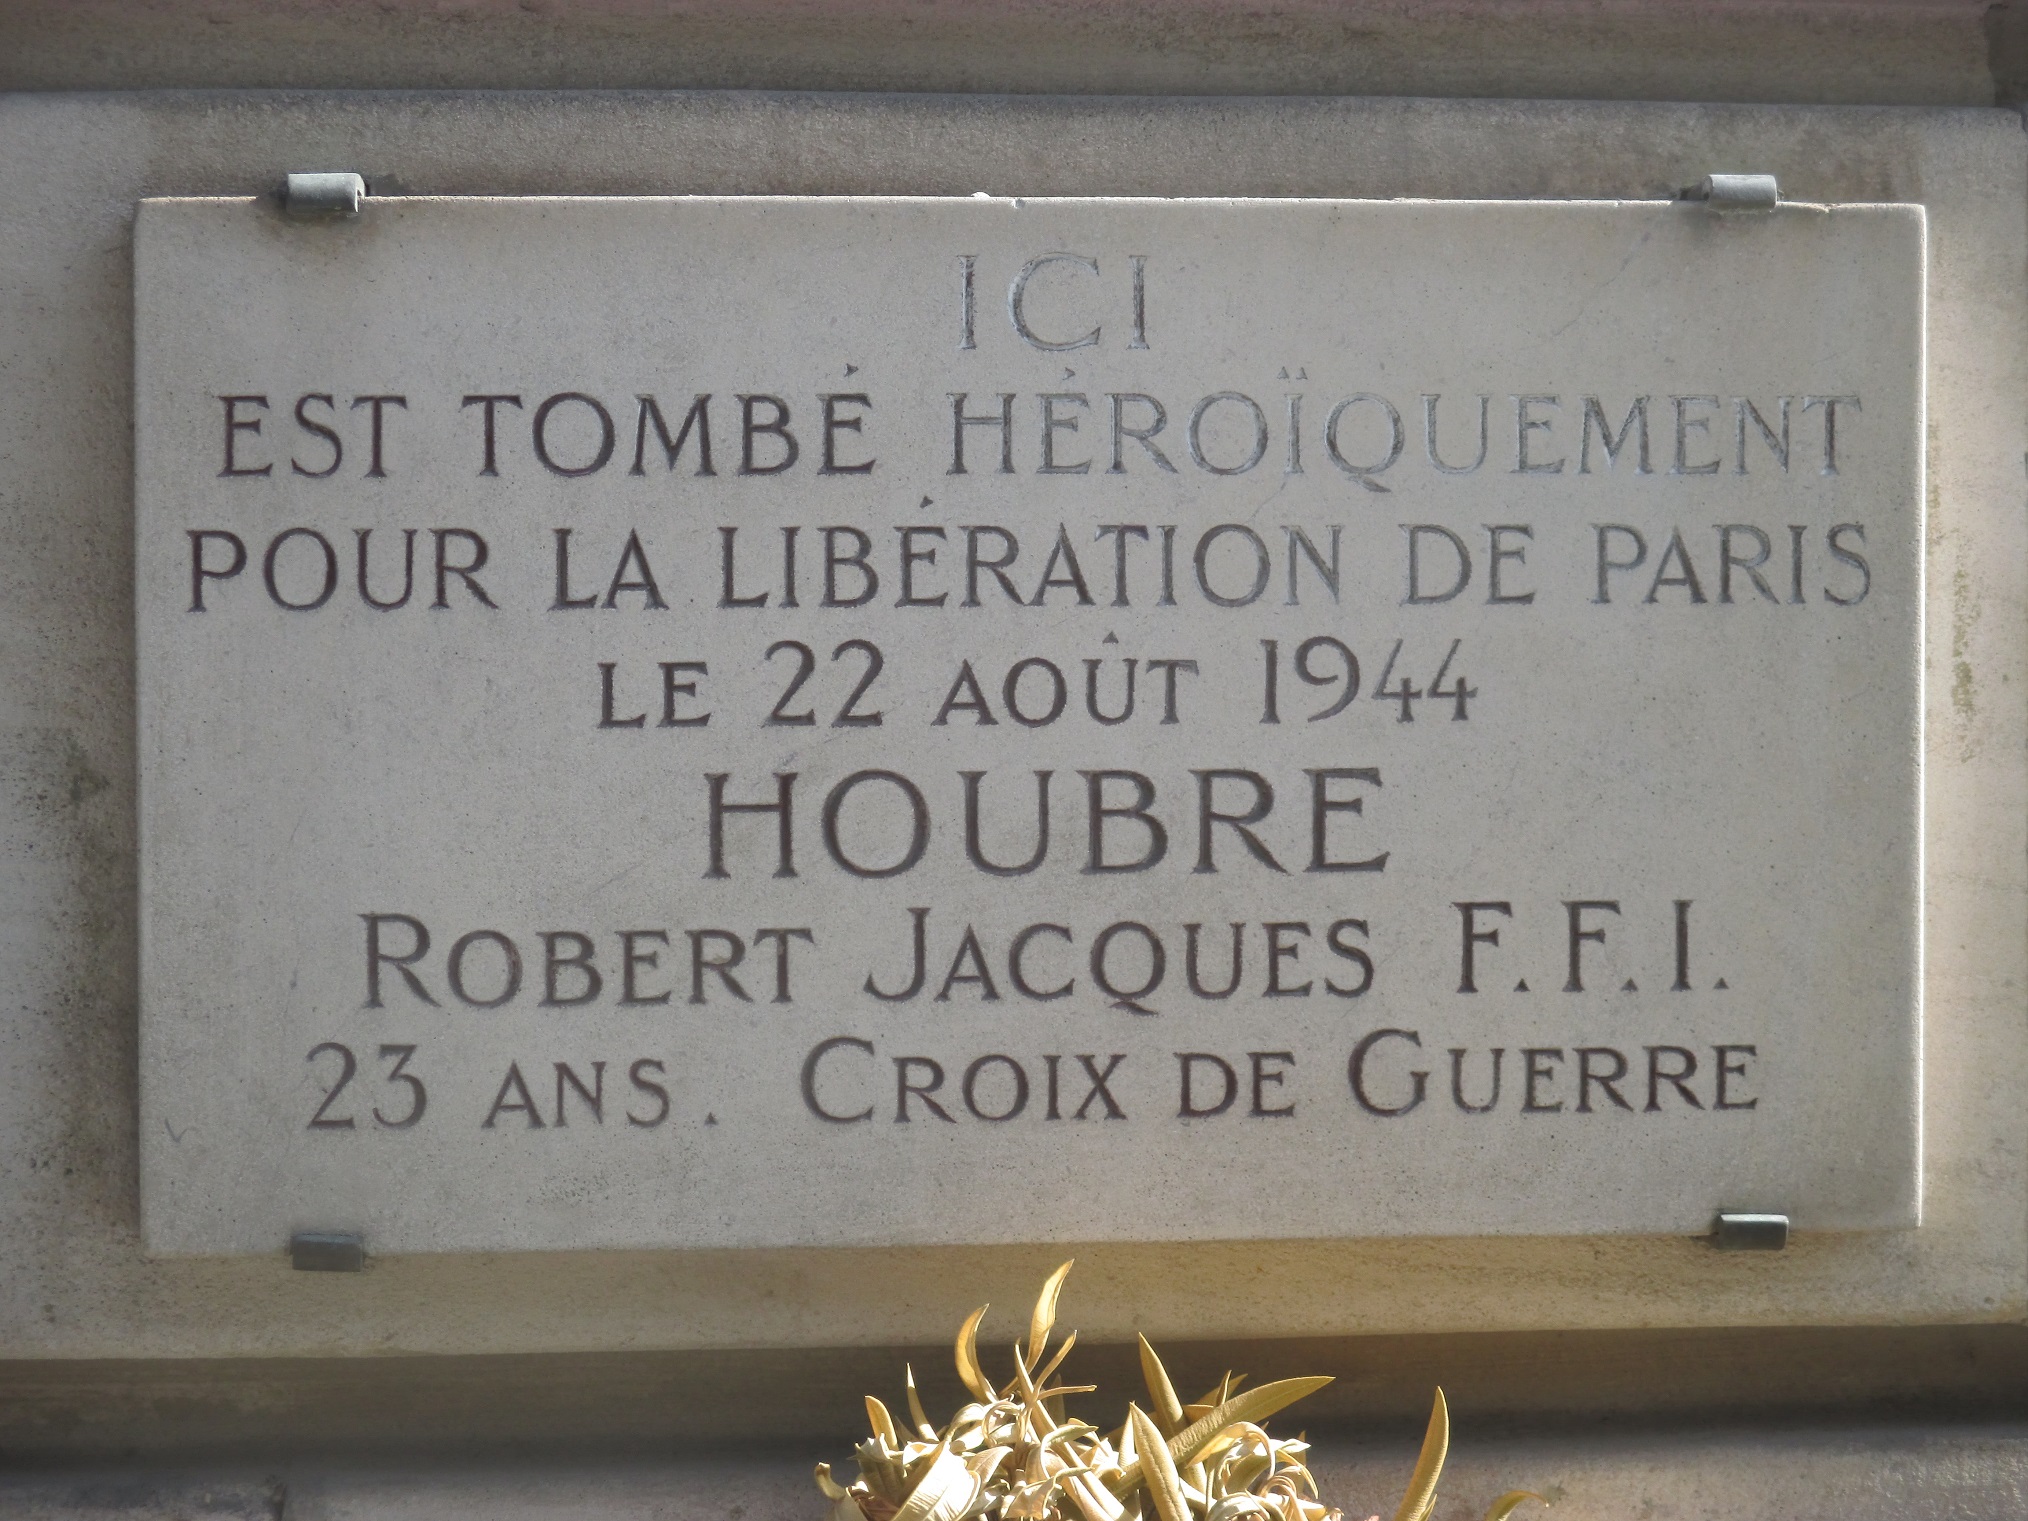 ICI
EST TOMBÉ HÉROÏQUEMENT
POUR LA LIBÉRATION DE PARIS
LE 22 AOÛT 1944
HOUBRE
ROBERT JACQUES F.F.I.
23 ANS. CROIX DE GUERRE